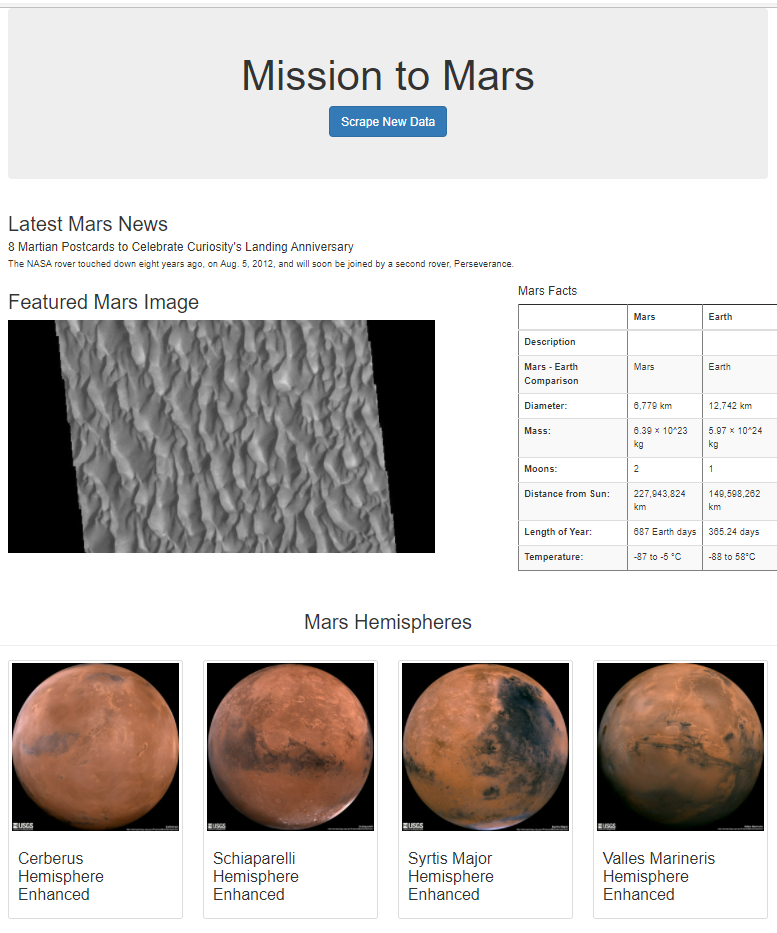 Mission to Mars
Scrape New Data
Latest Mars News
8 Martian Postcards to Celebrate Curiosity's Landing Anniversary
The NASA rover touched down eight years ago, on Aug. 5, 2012, and will soon be joined by a second rover, Perseverance.
Featured Mars Image
Mars Facts
Mars Earth
Description
Mars - Earth Mars Earth
Comparison
Diameter: 6,779 km 12,742 km
Mass: 6.39 × 10^23 5.97 × 10^24
kg kg
Moons: 2 1
Distance from Sun: 227,943,824 149,598,262
km km
Length of Year: 687 Earth days 365.24 days
Temperature: -87 to -5 °C -88 to 58°C
Mars Hemispheres
USGS
USGS
USGS
USGS
Cerberus
Hemisphere
Enhanced
Schiaparelli
Hemisphere
Enhanced
Syrtis Major
Hemisphere
Enhanced
Valles Marineris
Hemisphere
Enhanced